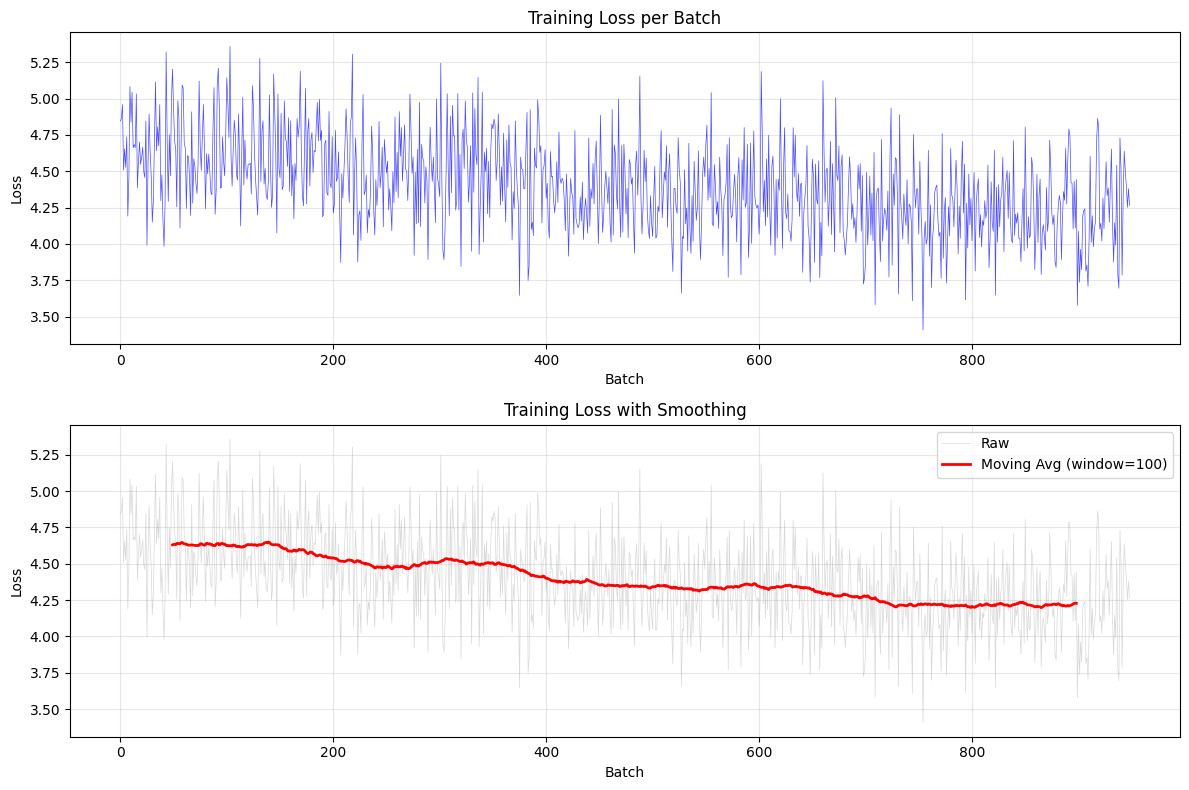 Training Loss per Batch
5.25
5.00
4.75
4.50
4.25
4.00
3.75
3.50
Loss
0 200 400 600 800
Batch
Training Loss with Smoothing
Raw
Moving Avg (window=100)
5.25
5.00
4.75
4.50
4.25
4.00
3.75
3.50
Loss
0 200 400 600 800
Batch